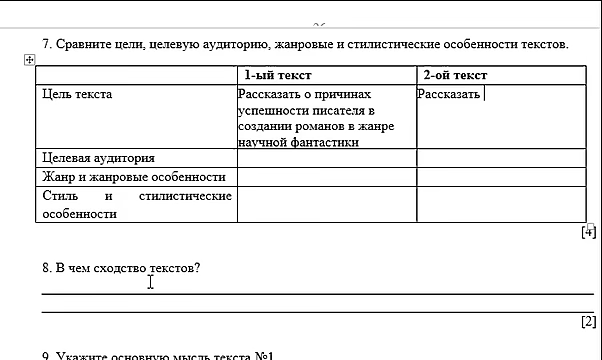 7. Сравните цели, целевую аудиторию, жанровые и стилистические особенности текстов.
1-ый текст
2-ой текст
Цель текста
Рассказать о причинах
успешности писателя в
создании романов в жанре
научной фантастики
Рассказать
Целевая аудитория
Жанр и жанровые особенности
Стиль и стилистические
особенности
[4]
8. В чем сходство текстов?
[2]
9. Укажите основную мысль текста №1